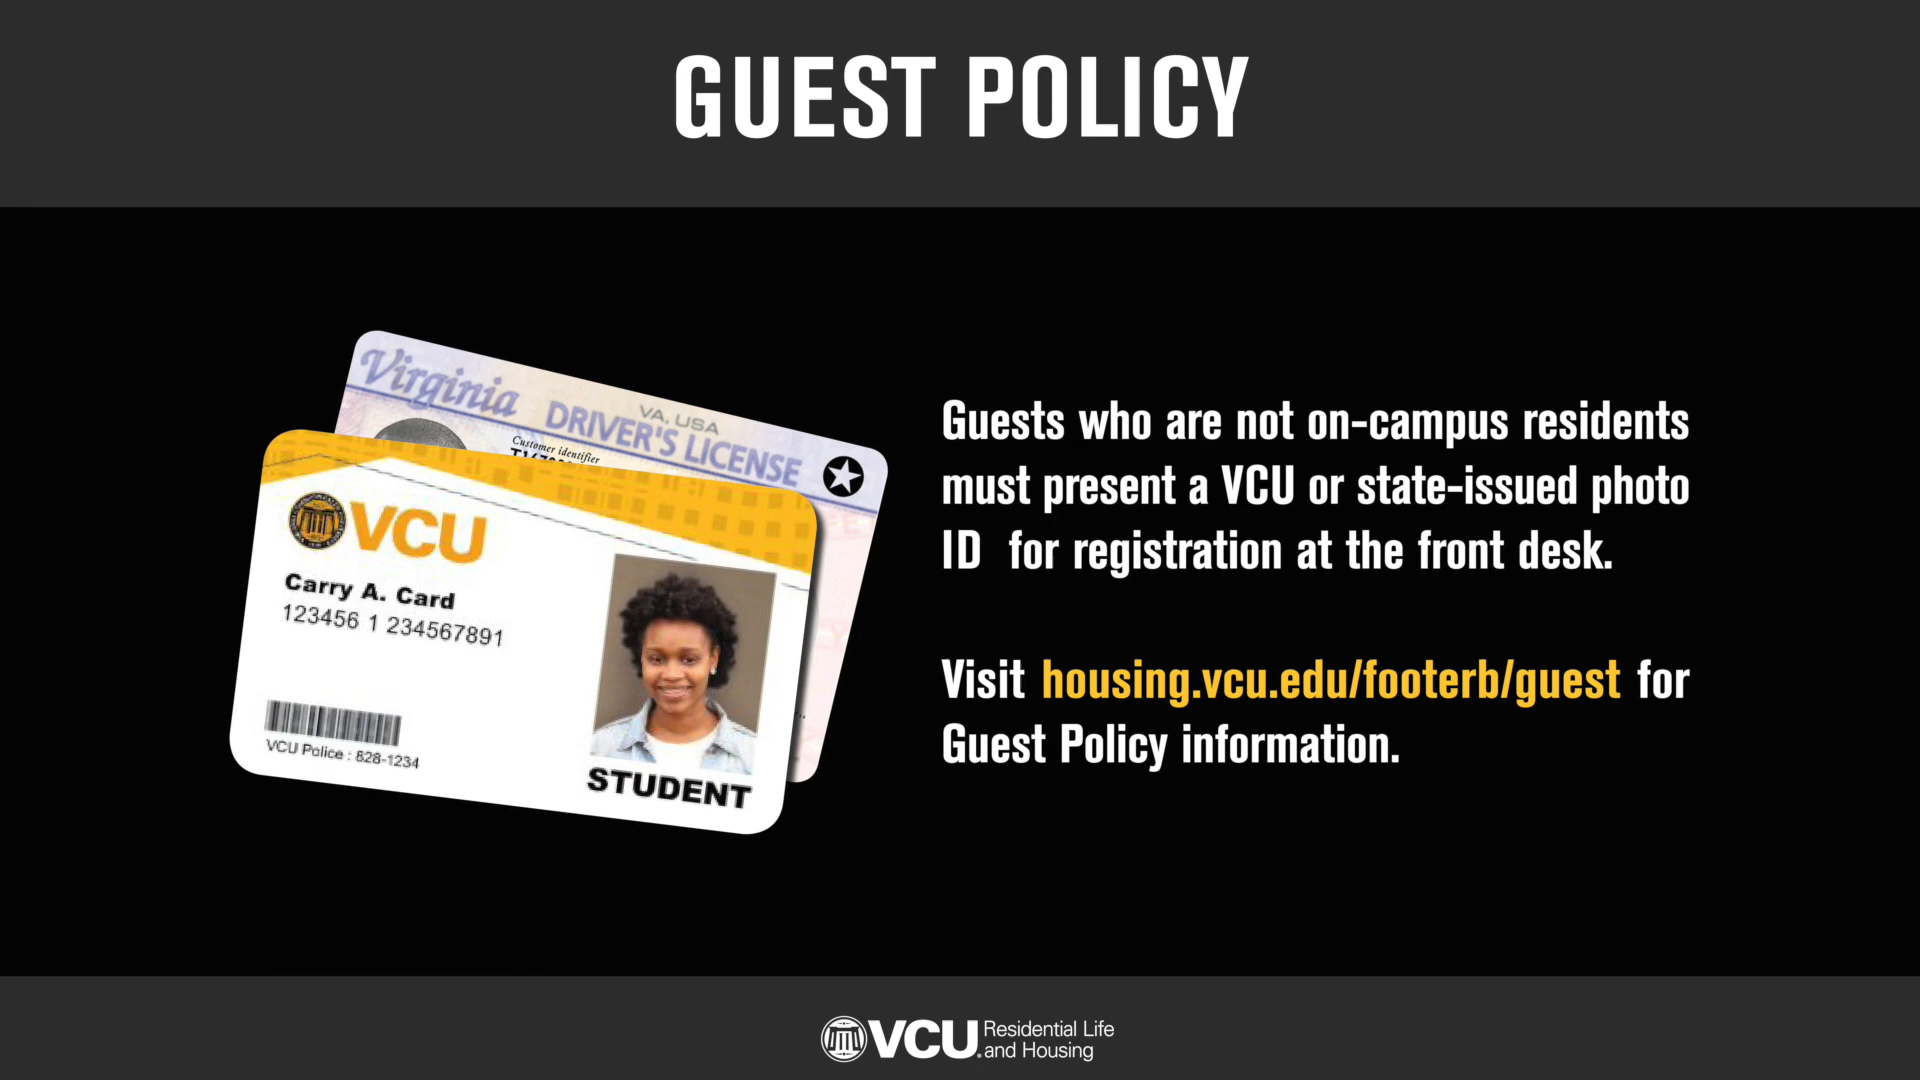 GUEST POLICY
Virginia
VA, USA
DRIVER'S LICENSE
Customer identifier
VCU
Carry A. Card
123456 1 234567891
VCU Police : 828-1234
STUDENT
Guests who are not on-campus residents
must present a VCU or state-issued photo
ID for registration at the front desk.
Visit housing.vcu.edu/footerb/guest for
Guest Policy information.
VCU Residential Life
and Housing